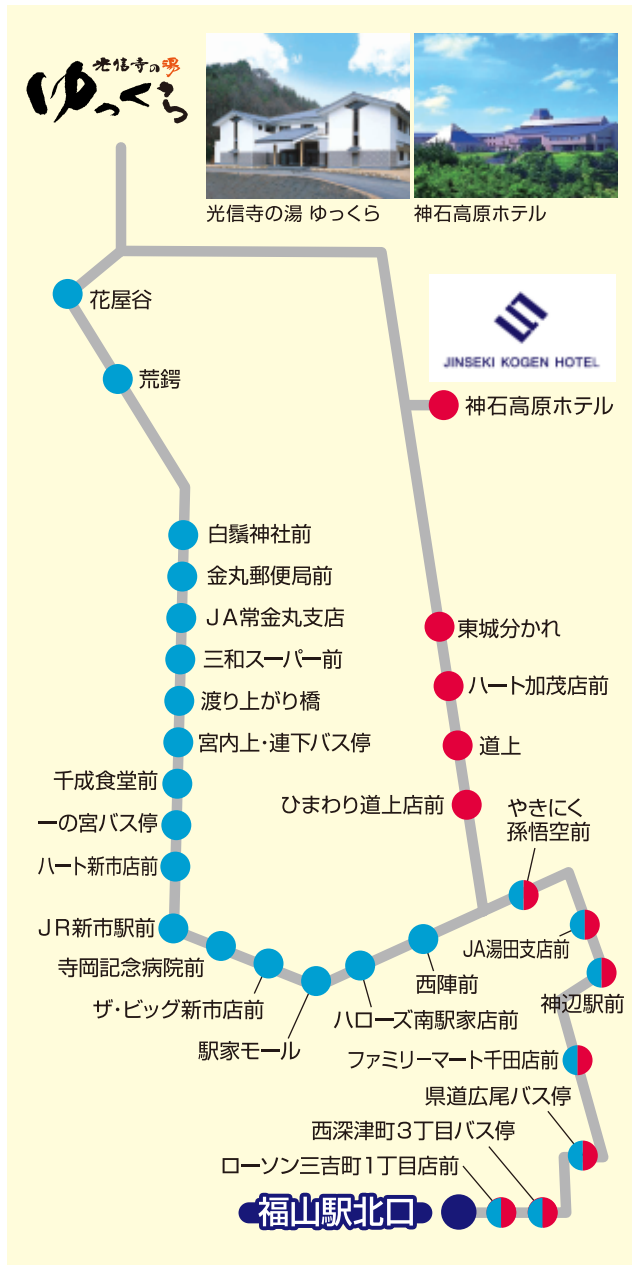 光信寺の湯
ゆっくら
光信寺の湯 ゆっくら
神石高原ホテル
JINSEKI KOGEN HOTEL
花屋谷
荒鍔
神石高原ホテル
白鬚神社前
金丸郵便局前
JA常金丸支店
東城分かれ
三和スーパー前
ハート加茂店前
渡り上がり橋
宮内上・連下バス停
道上
千成食堂前
ひまわり道上店前
やきにく
孫悟空前
一の宮バス停
ハート新市店前
JR新市駅前
JA湯田支店前
寺岡記念病院前
西陣前
ザ・ビッグ新市店前
神辺駅前
ハローズ南駅家店前
駅家モール
ファミリーマート千田店前
県道広尾バス停
西深津町3丁目バス停
ローソン三吉町1丁目店前
福山駅北口